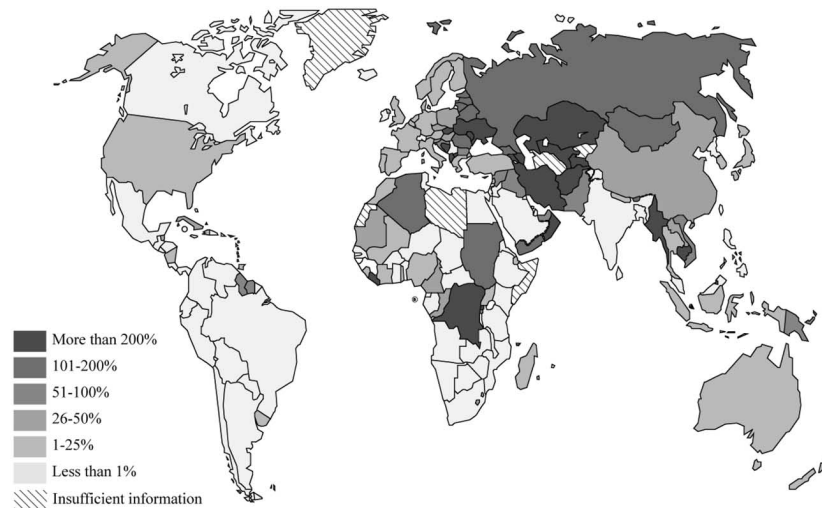 More than 200%
101-200%
51-100%
26-50%
1-25%
Less than 1%
Insufficient information